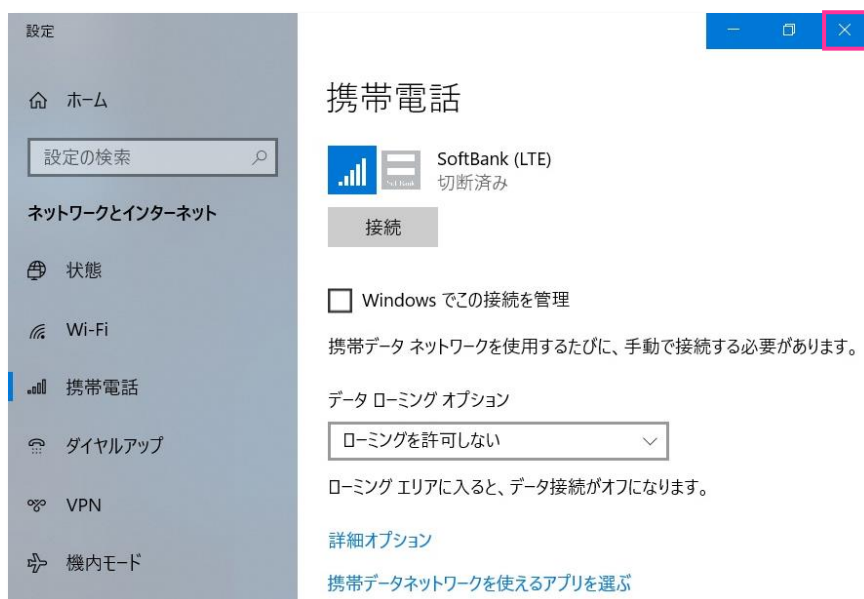 設定
ホーム
設定の検索
ネットワークとインターネット
状態
Wi-Fi
携帯電話
ダイヤルアップ
VPN
機内モード
携帯電話
SoftBank (LTE)
切断済み
接続
Windows でこの接続を管理
携帯データ ネットワークを使用するたびに、手動で接続する必要があります。
データ ローミング オプション
ローミングを許可しない
ローミング エリアに入ると、データ接続がオフになります。
詳細オプション
携帯データネットワークを使えるアプリを選ぶ